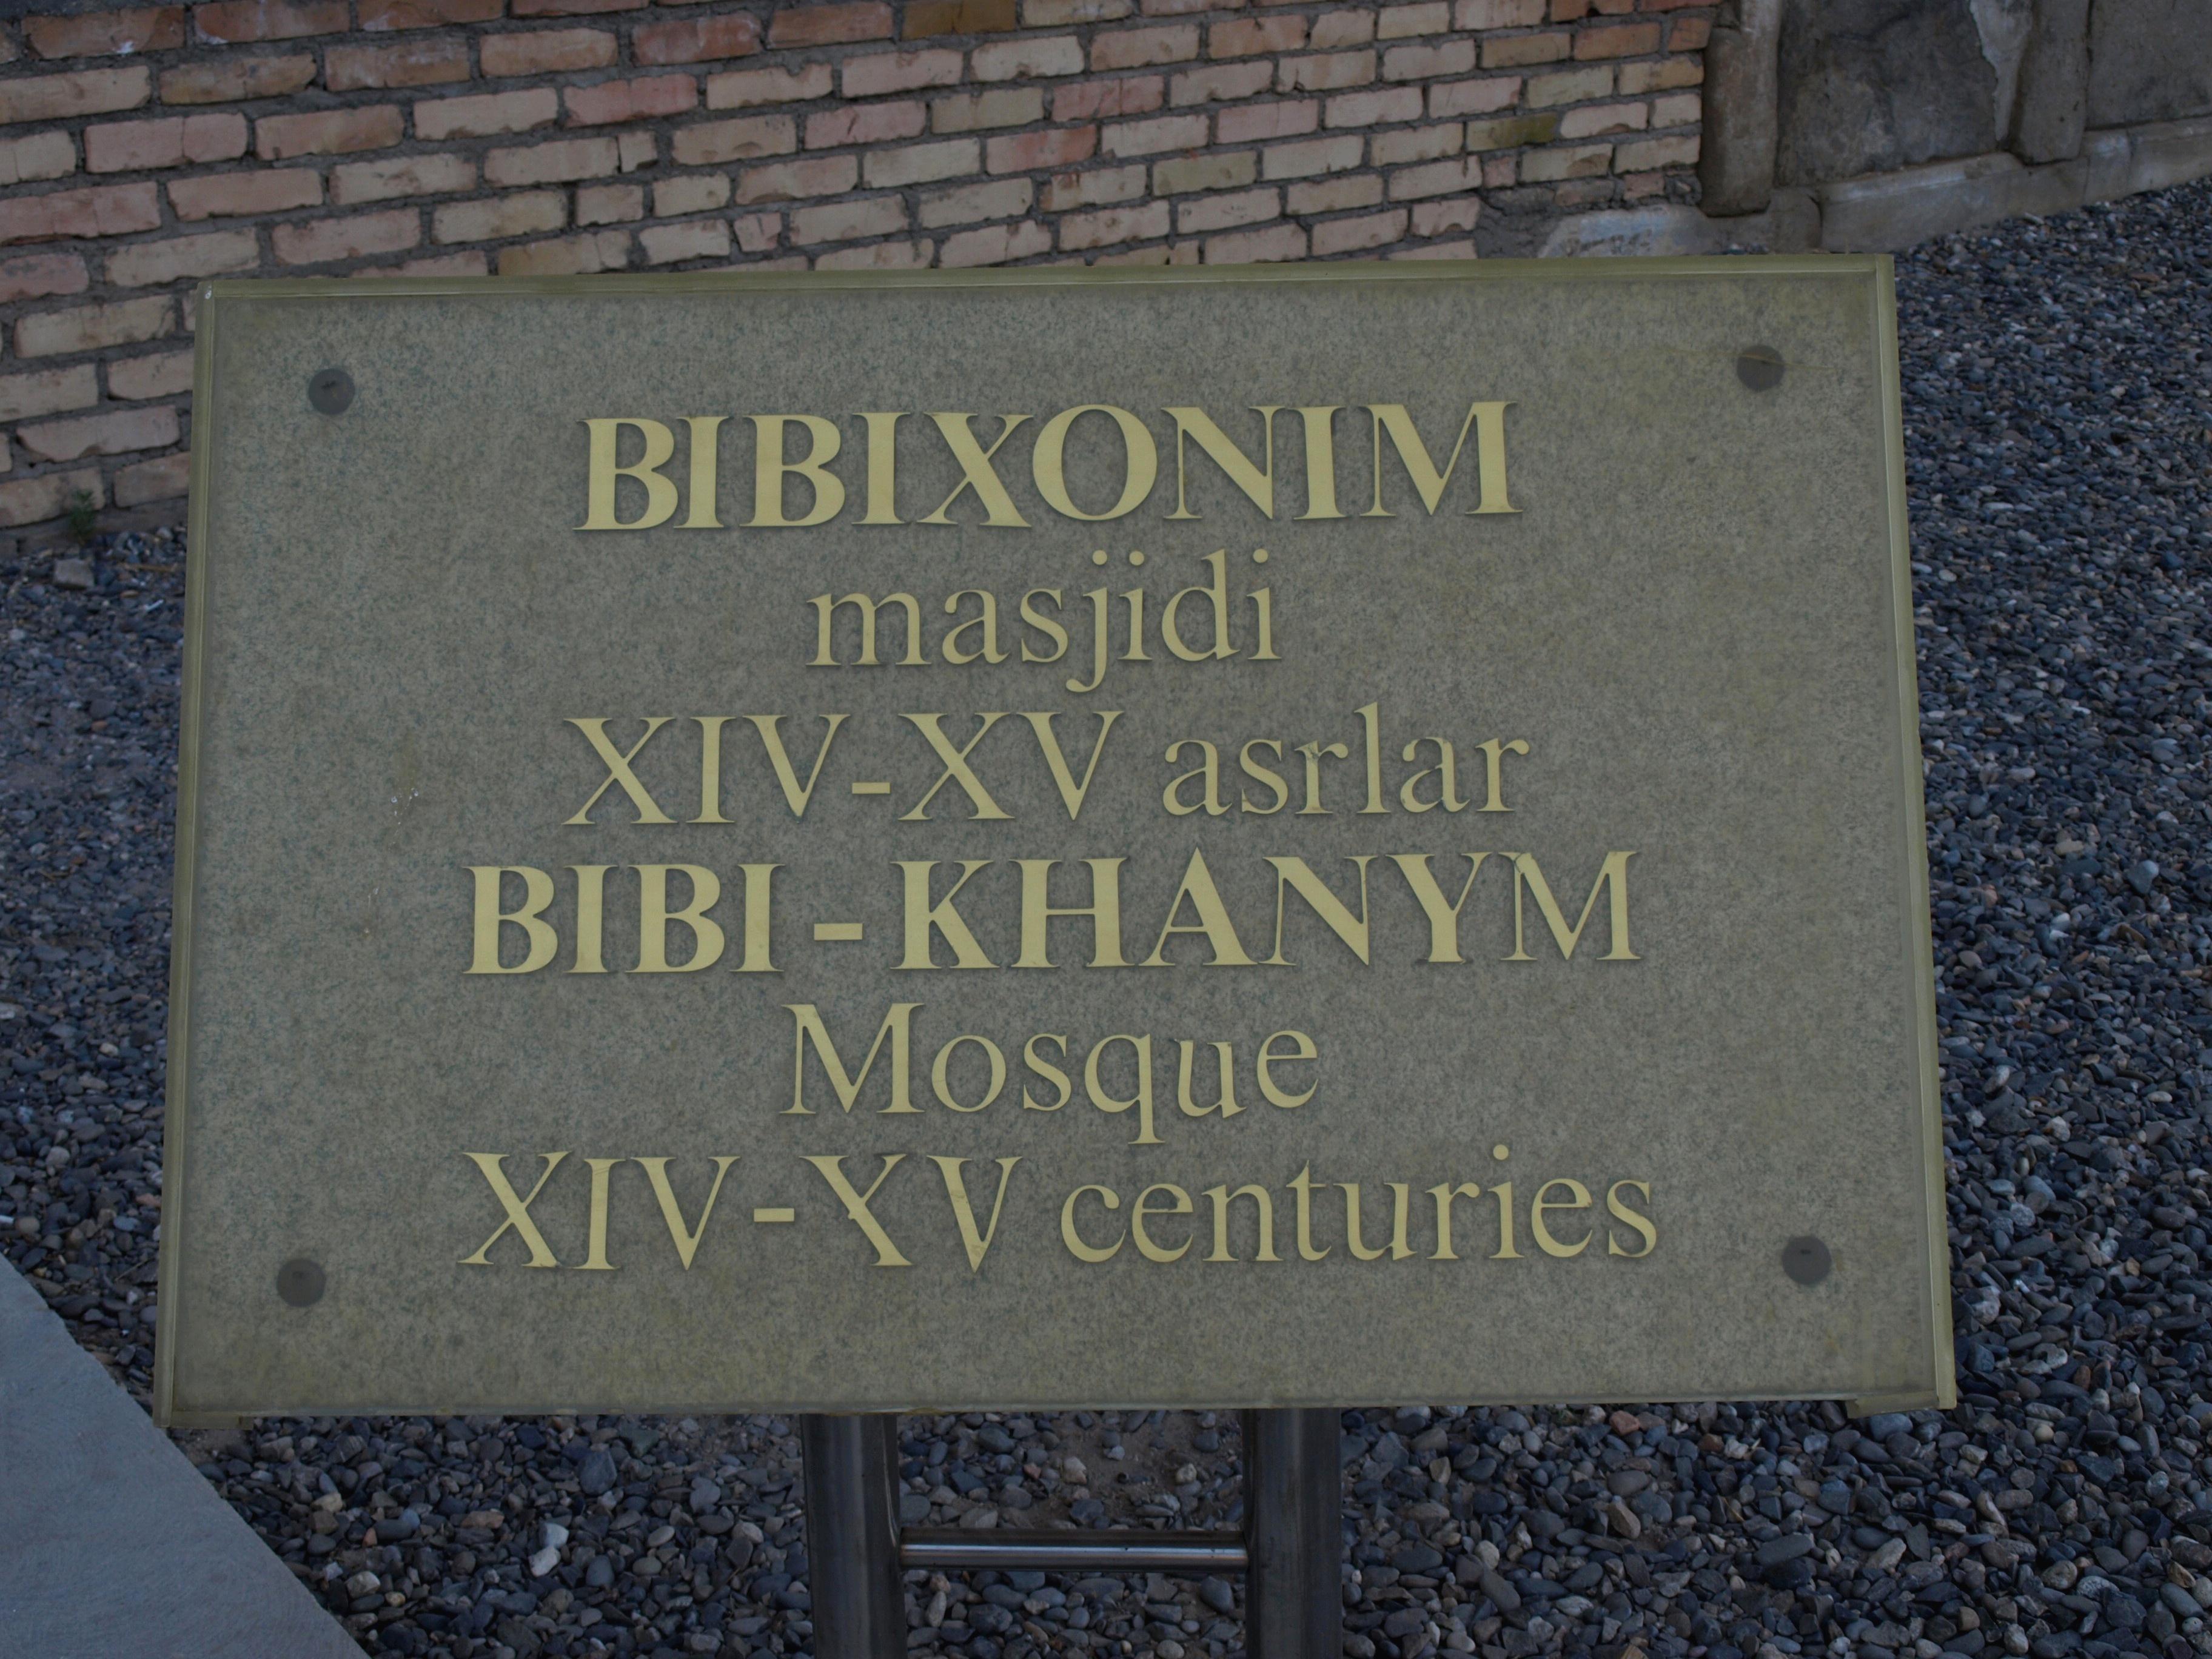 BIBIXONIM
masjidi
XIV-XV asrlar
BIBI-KHANYM
Mosque
XIV-XV centuries